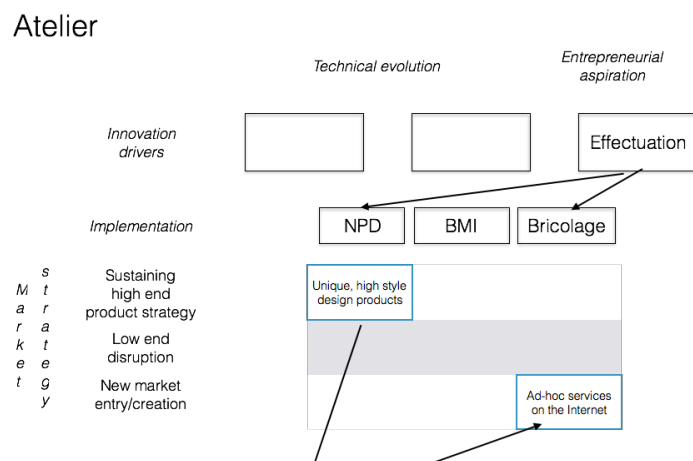 Atelier
Technical evolution
Entrepreneurial
aspiration
Innovation
drivers
Effectuation
Implementation
NPD
BMI
Bricolage
Market
strategy
Sustaining
high end
product strategy
Unique, high style
design products
Low end
disruption
New market
entry/creation
Ad-hoc services
on the Internet